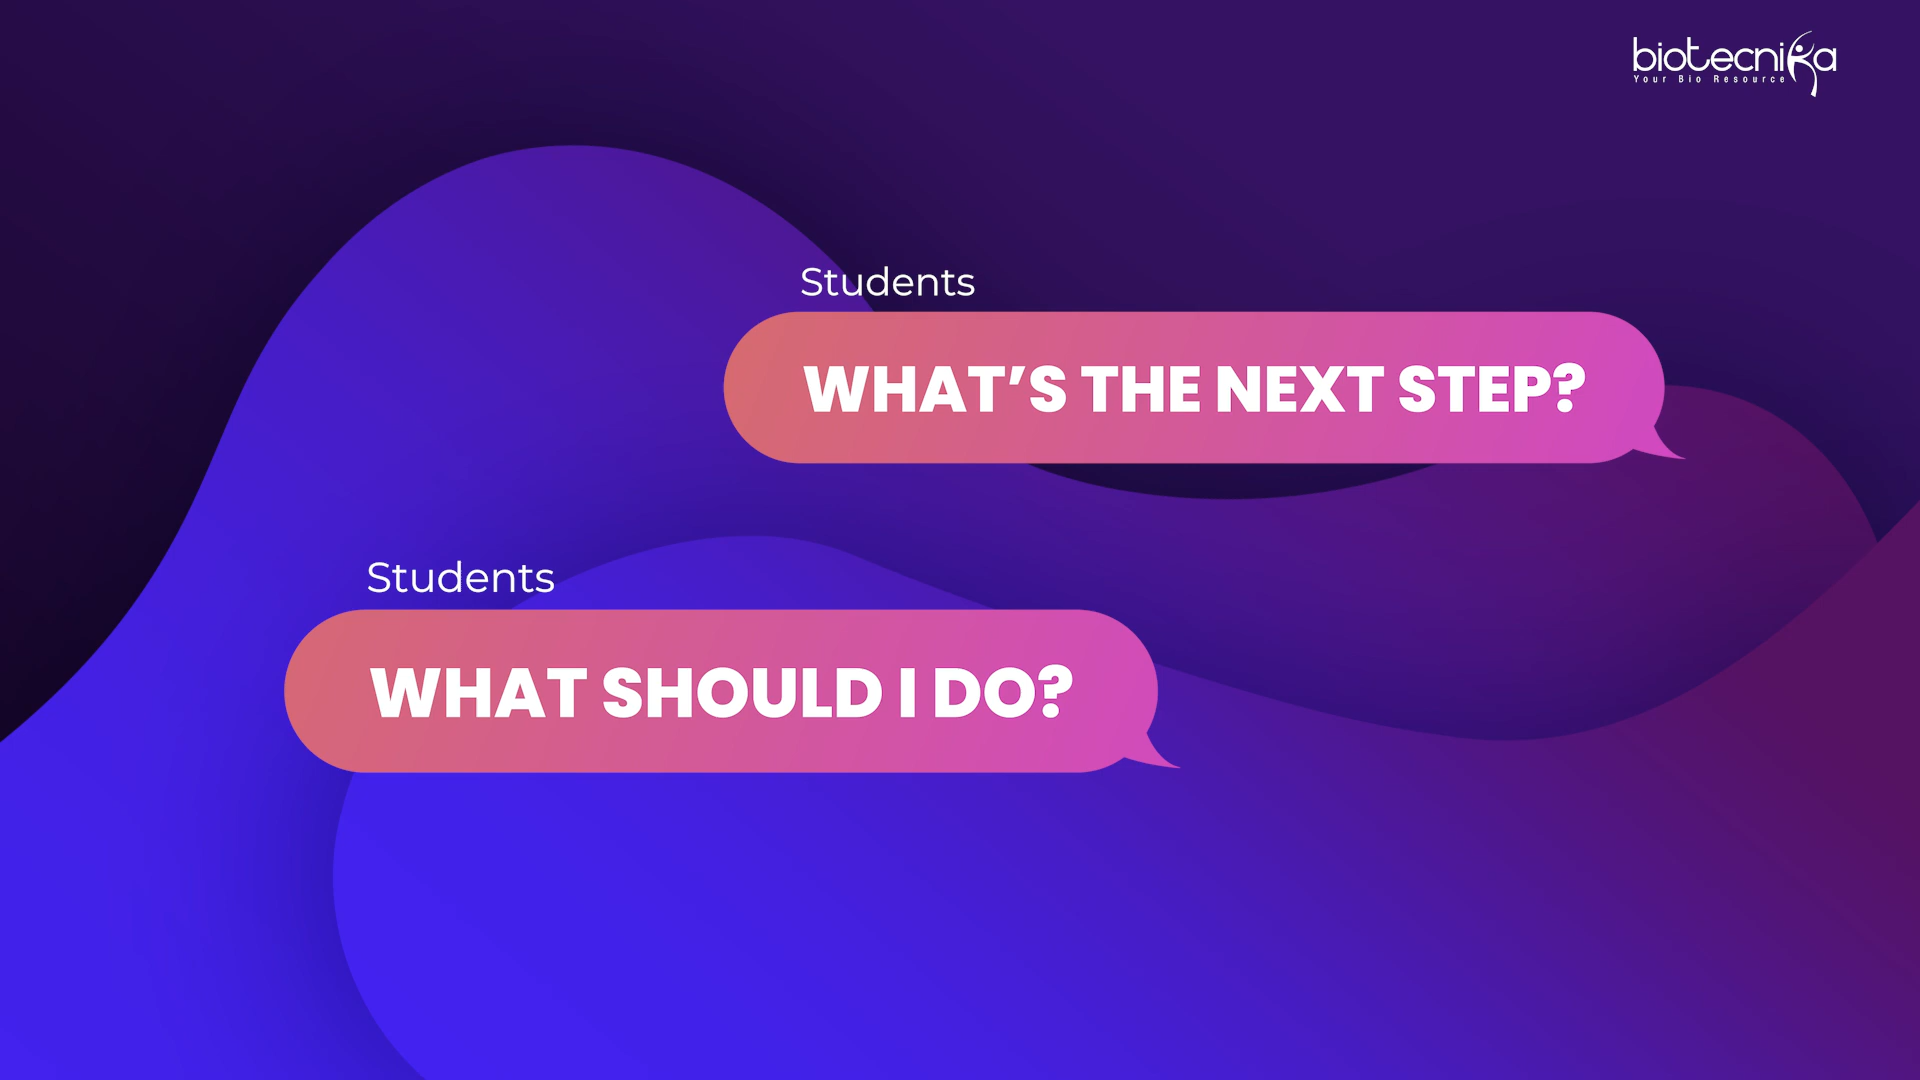 biotecnika
Your Bio Resource
Students
WHAT’S THE NEXT STEP?
Students
WHAT SHOULD I DO?